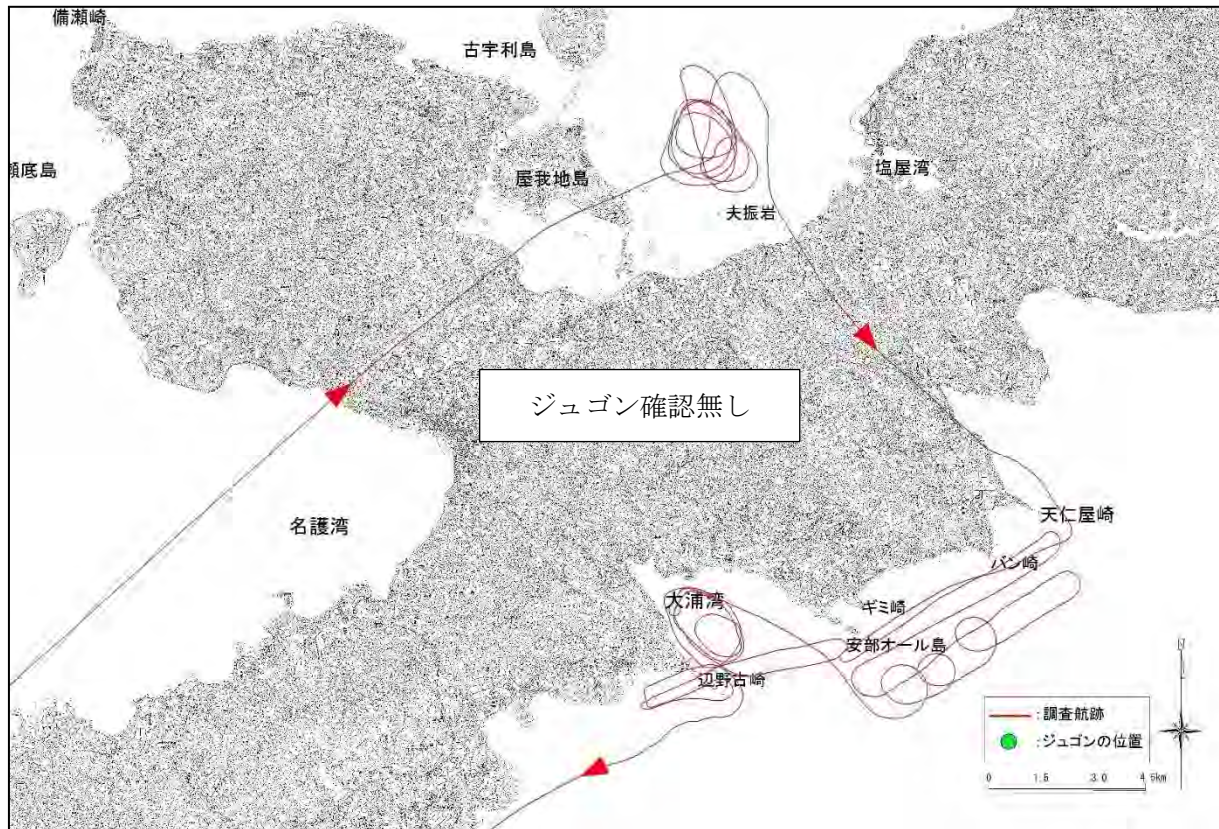 備瀬崎
古宇利島
瀬底島
屋我地島
塩屋湾
夫振岩
ジュゴン確認無し
名護湾
天仁屋崎
バン崎
大浦湾
ギミ崎
安部オール島
辺野古崎
N
:調査航跡
:ジュゴンの位置
0 1.5 3.0 4.5km